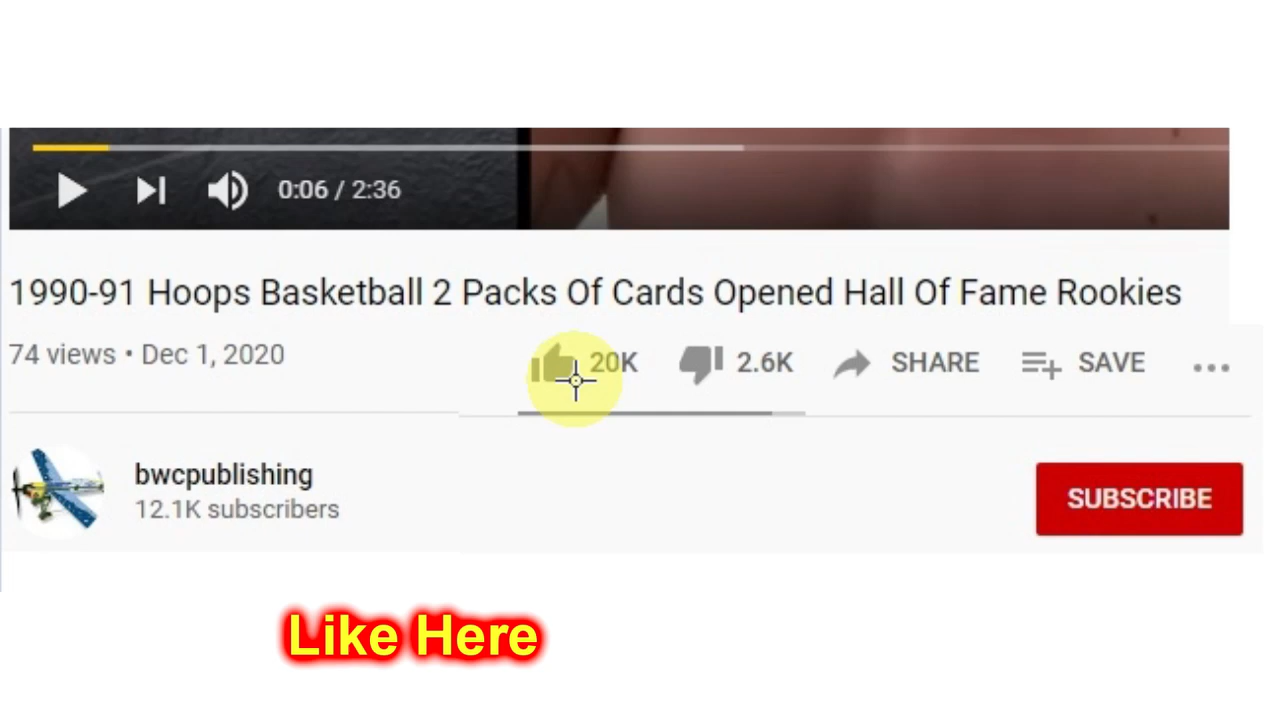 0:06 / 2:36
1990-91 Hoops Basketball 2 Packs Of Cards Opened Hall Of Fame Rookies
74 views • Dec 1, 2020 20K 2.6K SHARE SAVE
bwcpublishing
12.1K subscribers
SUBSCRIBE
Like Here